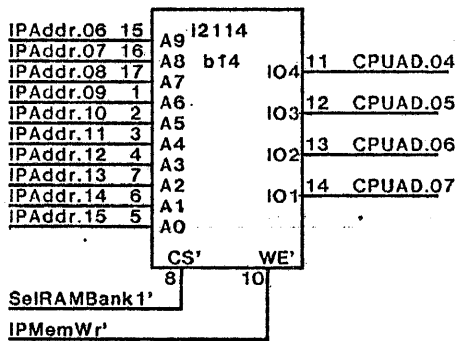 IPAddr.06 15 A9 i2114
IPAddr.07 16 A8 bf4
IPAddr.08 17 A7 IO4 11 CPUAD.04
IPAddr.09 1 A6
IPAddr.10 2 A5 IO3 12 CPUAD.05
IPAddr.11 3 A4
IPAddr.12 4 A3 IO2 13 CPUAD.06
IPAddr.13 7 A2
IPAddr.14 6 A1 IO1 14 CPUAD.07
IPAddr.15 5 A0
CS' WE'
8 10
SelRAMBank1'
IPMemWr'